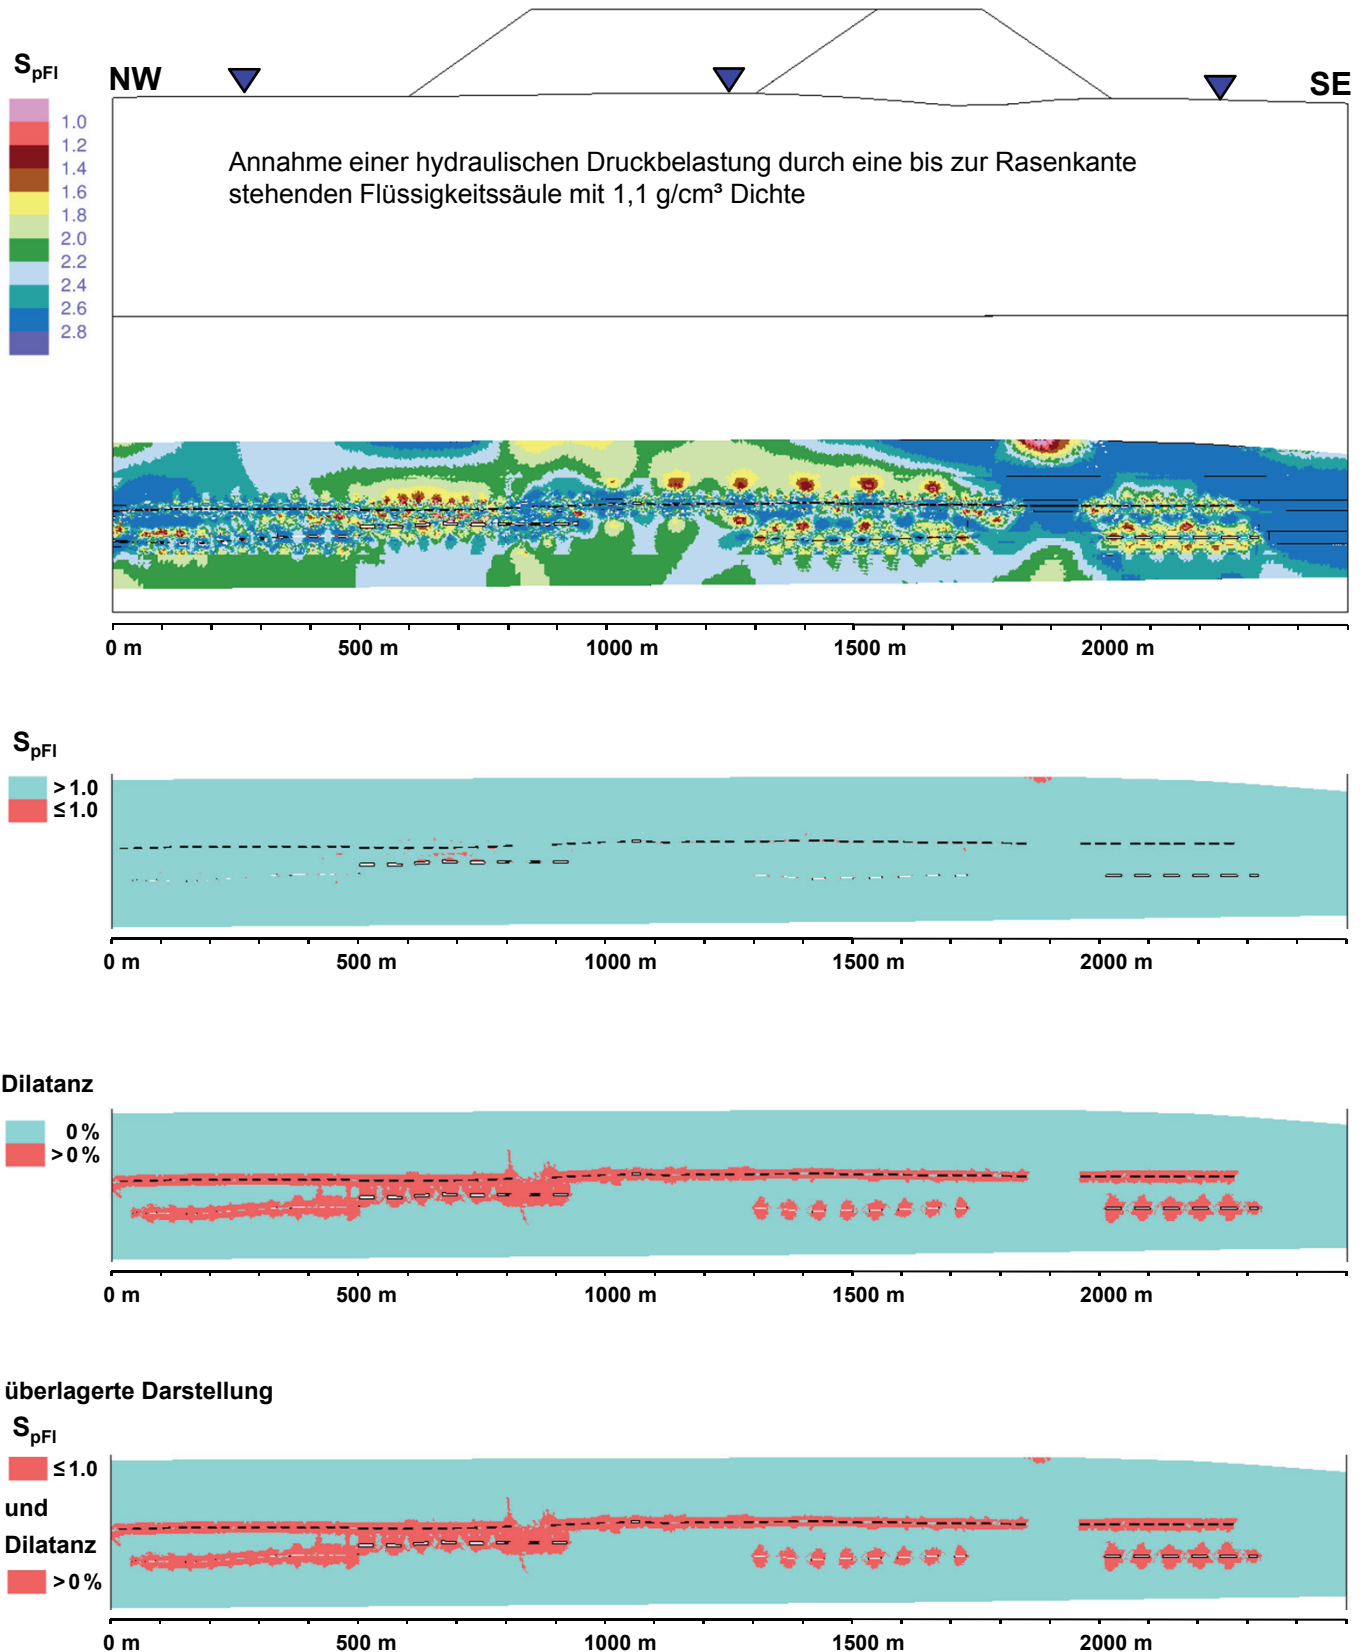 S_pFl
NW
SE
1.0
1.2
1.4
1.6
1.8
2.0
2.2
2.4
2.6
2.8
Annahme einer hydraulischen Druckbelastung durch eine bis zur Rasenkante
stehenden Flüssigkeitssäule mit 1,1 g/cm³ Dichte
0 m 500 m 1000 m 1500 m 2000 m
S_pFl
> 1.0
≤ 1.0
0 m 500 m 1000 m 1500 m 2000 m
Dilatanz
0 %
> 0 %
0 m 500 m 1000 m 1500 m 2000 m
überlagerte Darstellung
S_pFl
≤ 1.0
und
Dilatanz
> 0 %
0 m 500 m 1000 m 1500 m 2000 m